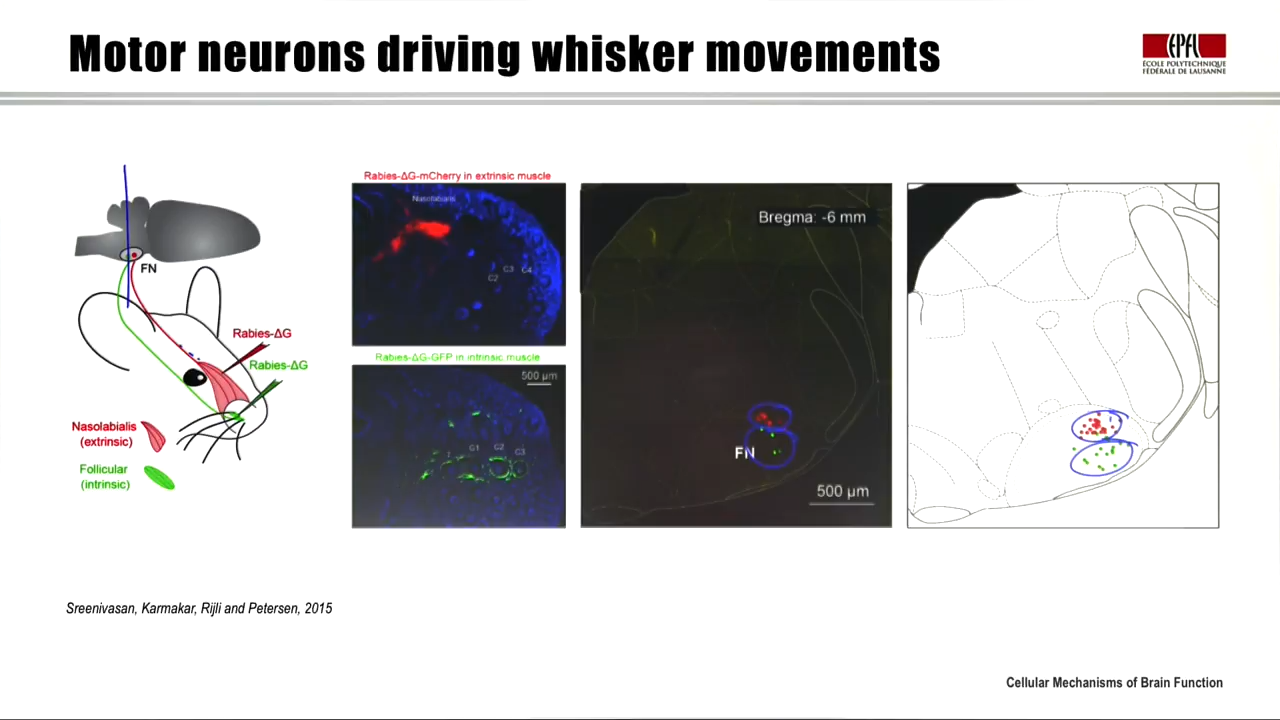 Motor neurons driving whisker movements
EPFL
ÉCOLE POLYTECHNIQUE
FÉDÉRALE DE LAUSANNE
FN
Rabies-ΔG
Rabies-ΔG
Nasolabialis
(extrinsic)
Follicular
(intrinsic)
Rabies-ΔG-mCherry in extrinsic muscle
Nasolabialis
C2 C3 C4
Rabies-ΔG-GFP in intrinsic muscle
500 µm
C1 C2 C3
Bregma: -6 mm
FN
500 µm
Sreenivasan, Karmakar, Rijli and Petersen, 2015
Cellular Mechanisms of Brain Function